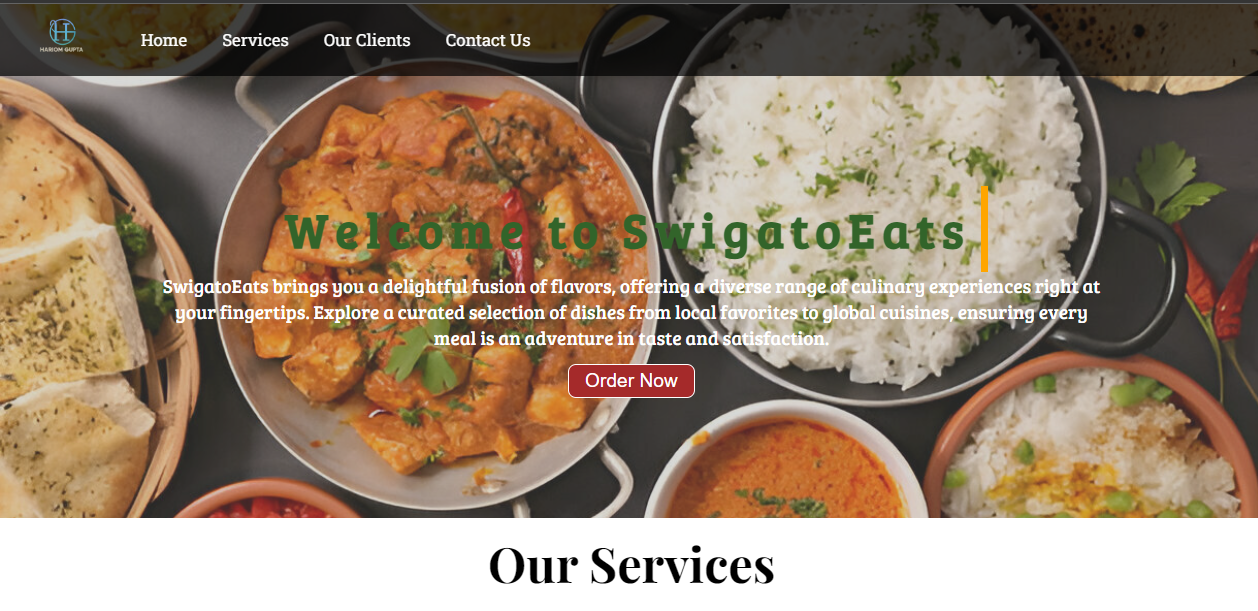 H
HARIOM GUPTA
Home Services Our Clients Contact Us
Welcome to SwigatoEats
SwigatoEats brings you a delightful fusion of flavors, offering a diverse range of culinary experiences right at
your fingertips. Explore a curated selection of dishes from local favorites to global cuisines, ensuring every
meal is an adventure in taste and satisfaction.
Order Now
Our Services